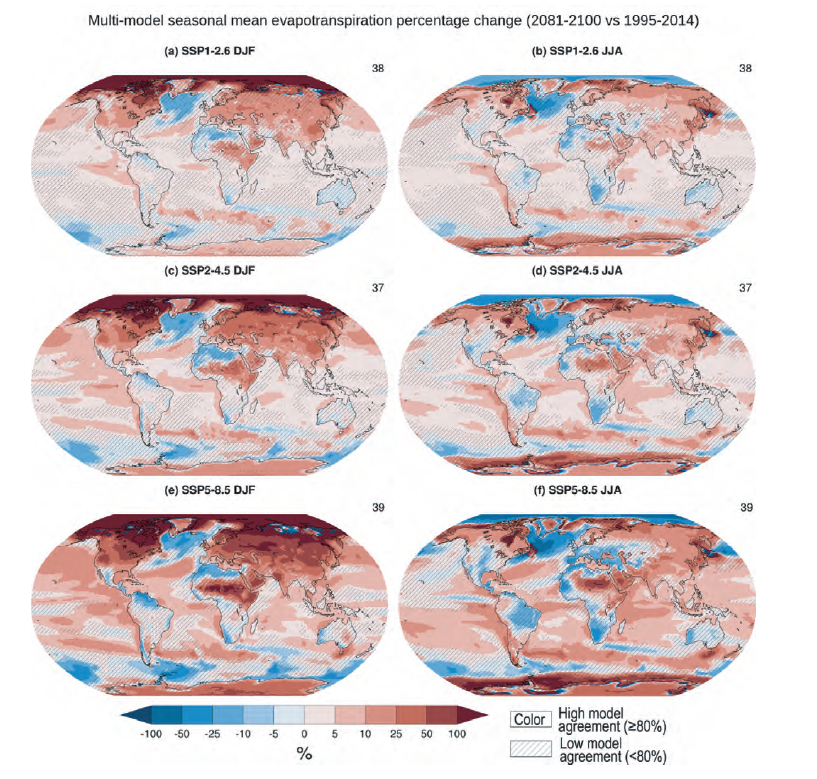 Multi-model seasonal mean evapotranspiration percentage change (2081-2100 vs 1995-2014)
(a) SSP1-2.6 DJF
(b) SSP1-2.6 JJA
38
38
(c) SSP2-4.5 DJF
(d) SSP2-4.5 JJA
37
37
(e) SSP5-8.5 DJF
(f) SSP5-8.5 JJA
39
39
-100 -50 -25 -10 -5 0 5 10 25 50 100
%
Color
High model
agreement (≥80%)
Low model
agreement (<80%)